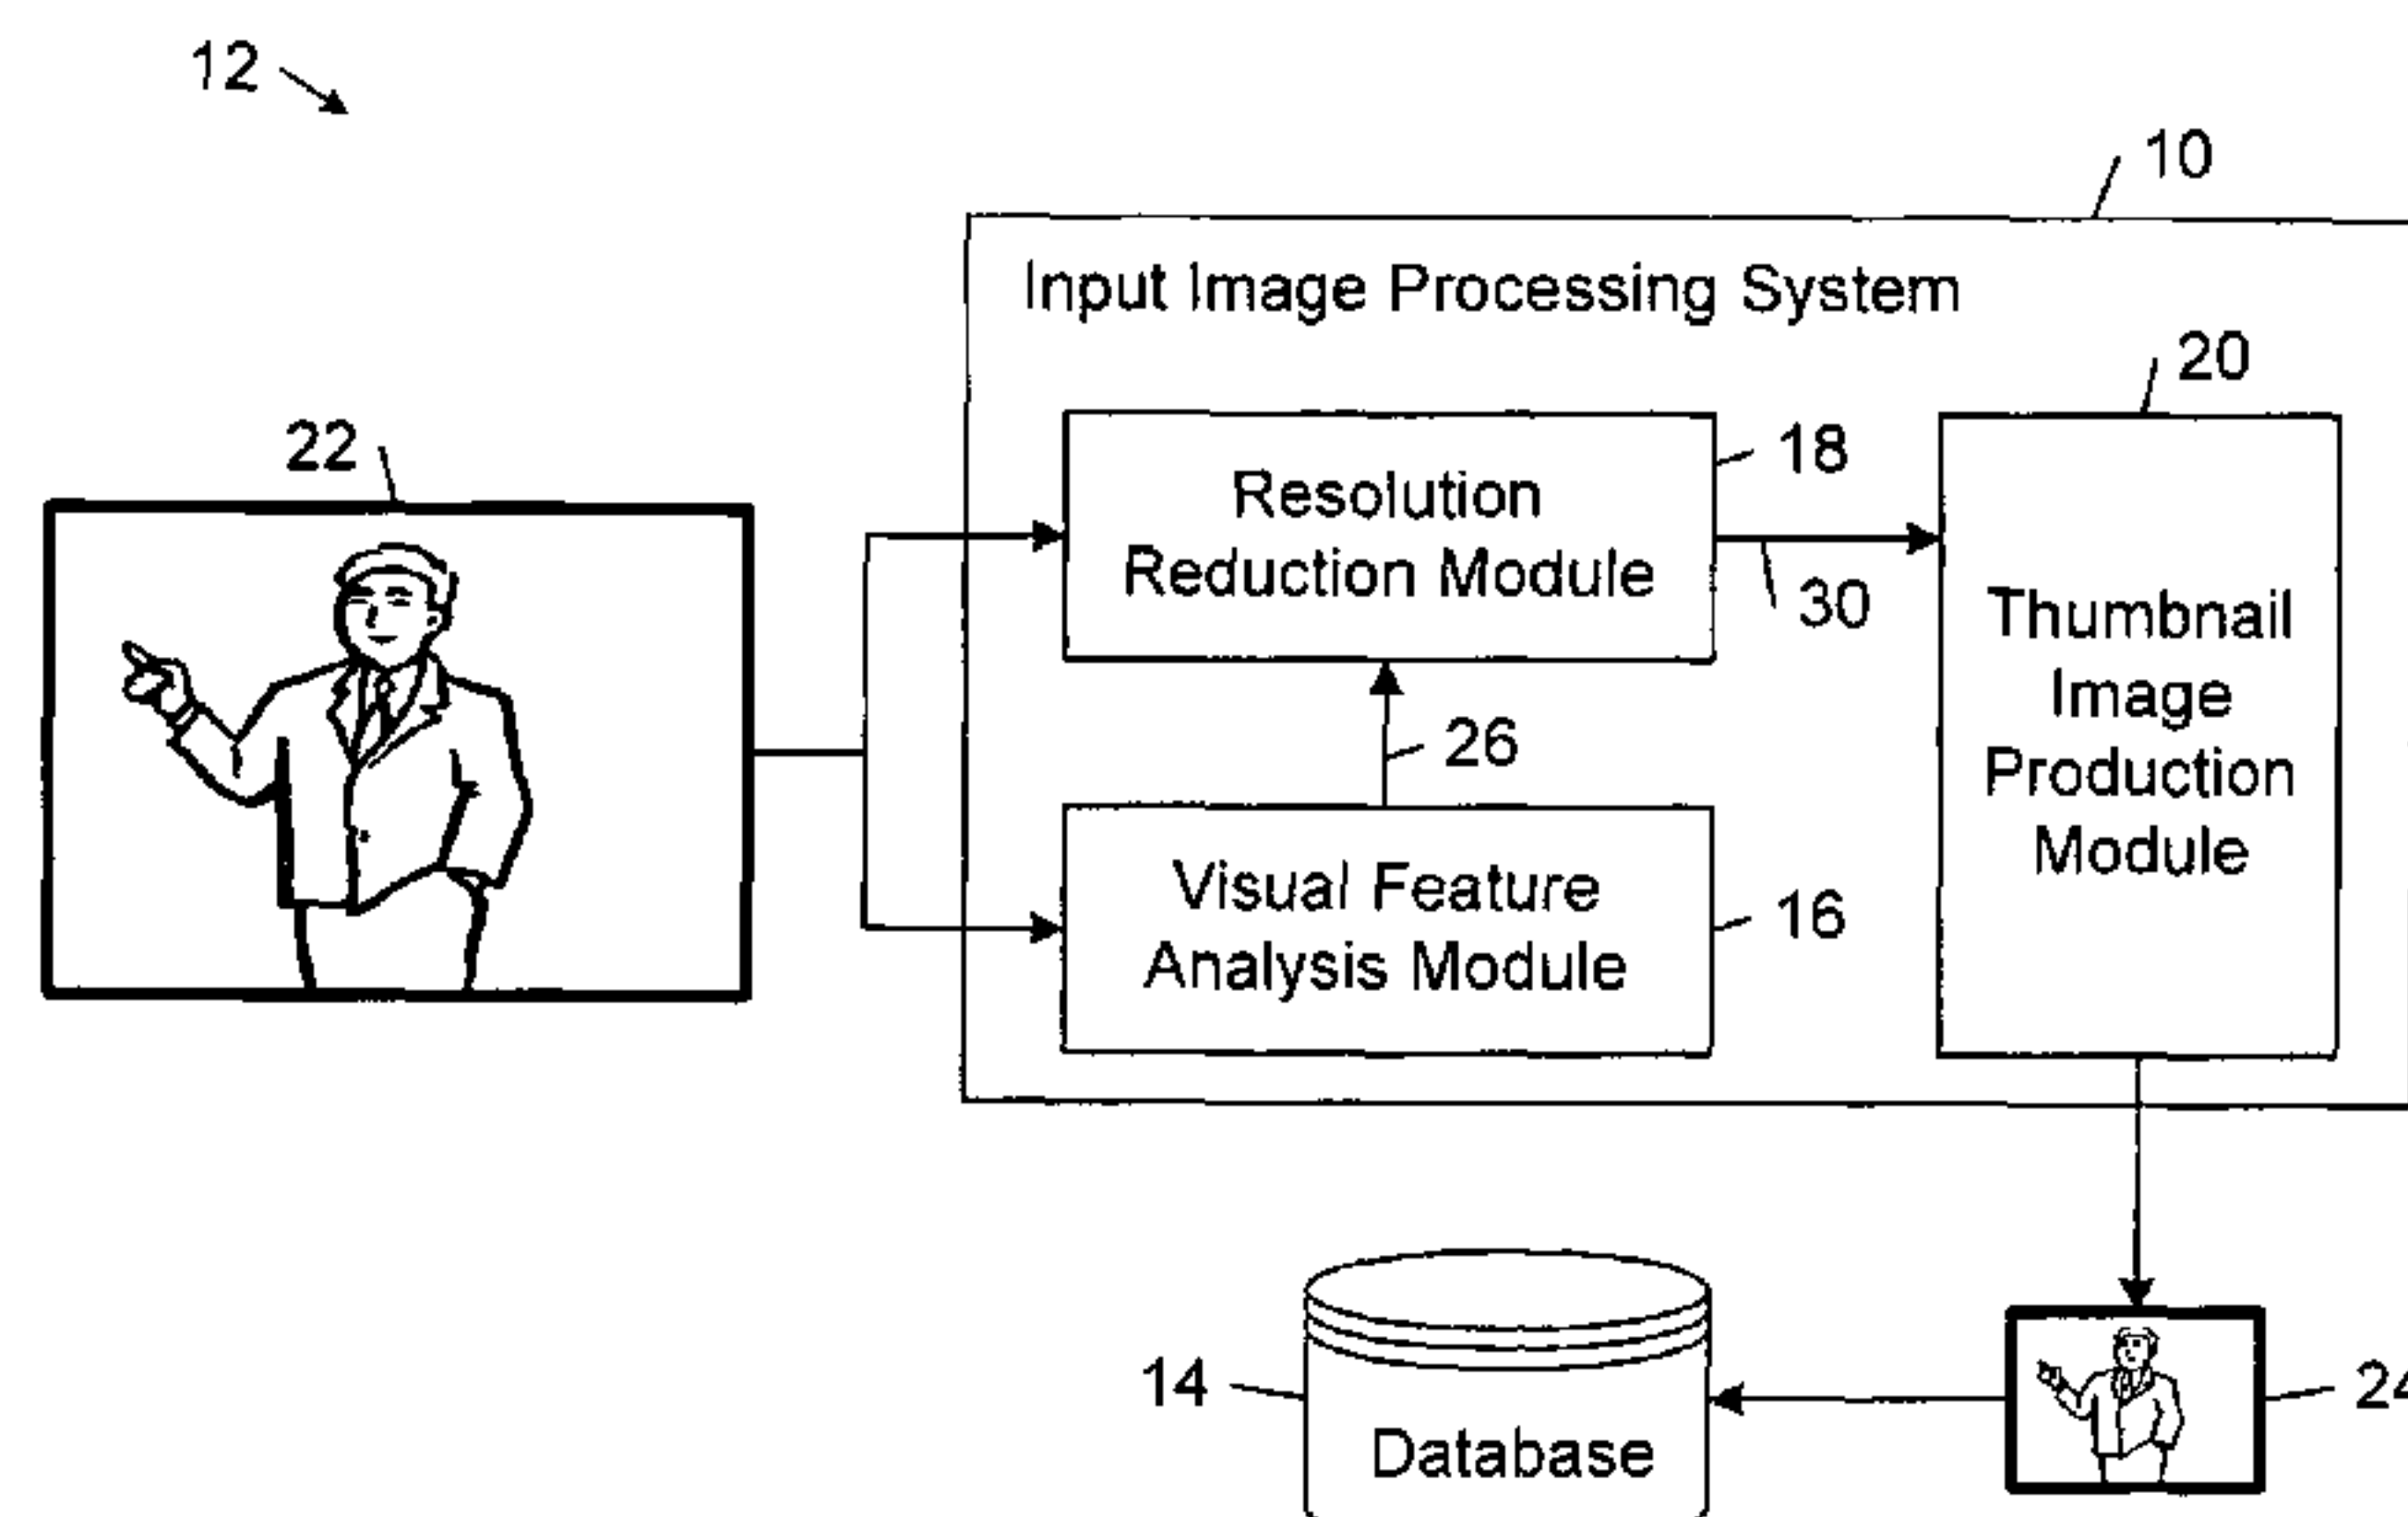 12
10
Input Image Processing System
20
22
18
Resolution
Reduction Module
30
Thumbnail
Image
Production
Module
26
Visual Feature
Analysis Module
16
14
24
Database